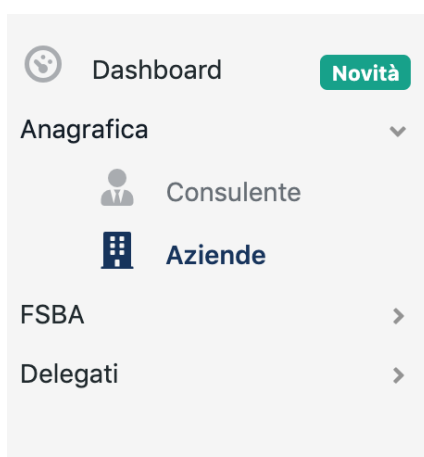 Dashboard Novità
Anagrafica
Consulente
Aziende
FSBA
Delegati